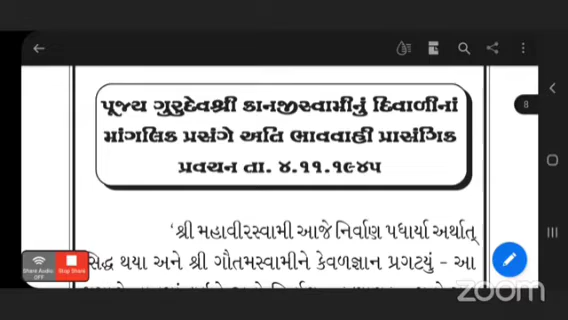 પૂજ્ય ગુરુદેવશ્રી કાનજીસ્વામીનું દિવાળીનાં
માંગલિક પ્રસંગે અતિ ભાવવાહી પ્રાસંગિક
પ્રવચન તા. ૪.૧૧.૧૯૪૫
8
‘શ્રી મહાવીરસ્વામી આજે નિર્વાણ પધાર્યા અર્થાત્
સિદ્ધ થયા અને શ્રી ગૌતમસ્વામીને કેવળજ્ઞાન પ્રગટયું - આ
Share Audio
OFF
Stop Share
zoom